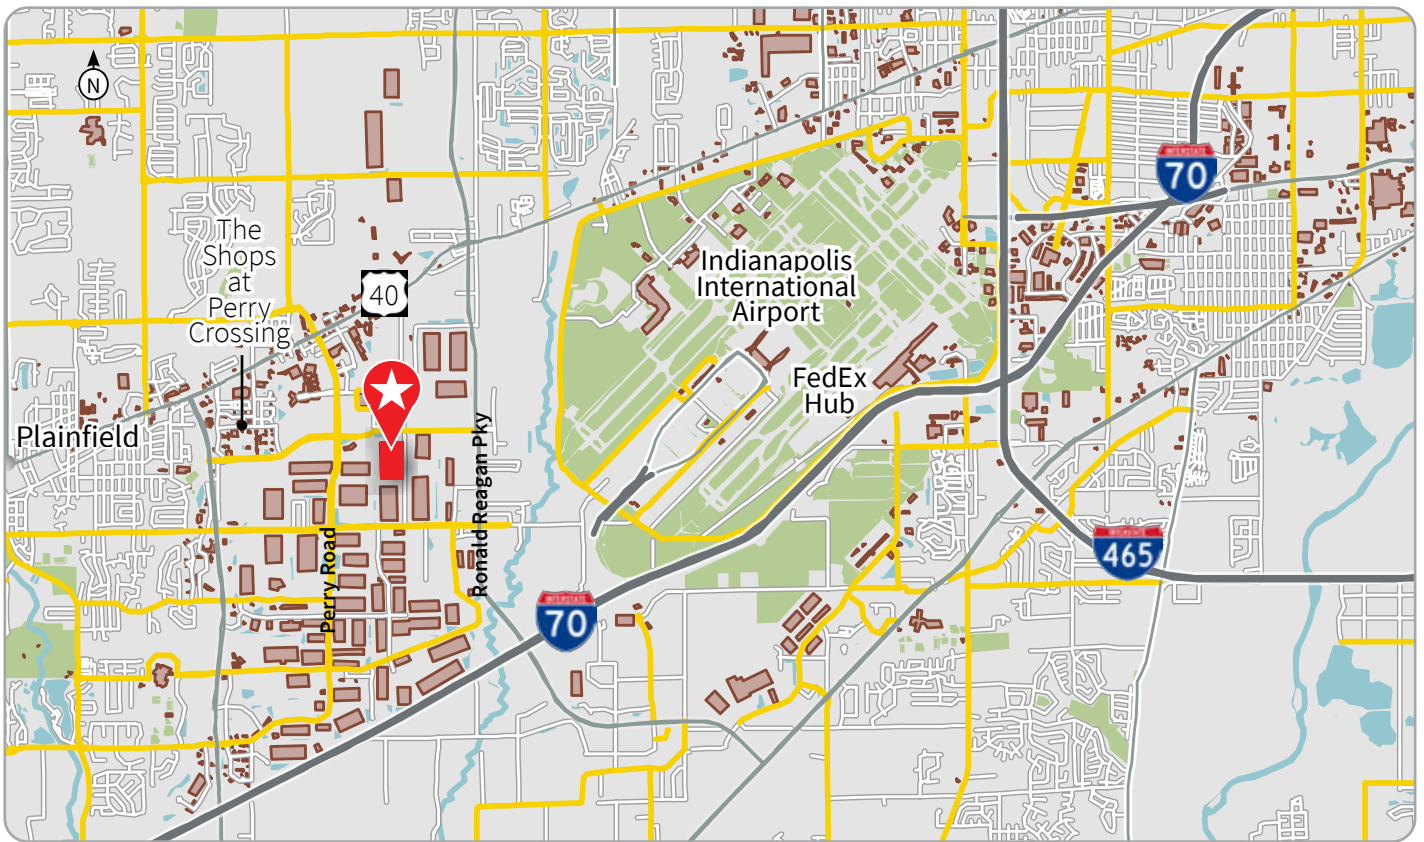 N
INTERSTATE
70
The
Shops
at
Perry
Crossing
40
Indianapolis
International
Airport
FedEx
Hub
Plainfield
Ronald Reagan Pky
Perry Road
INTERSTATE
465
INTERSTATE
70